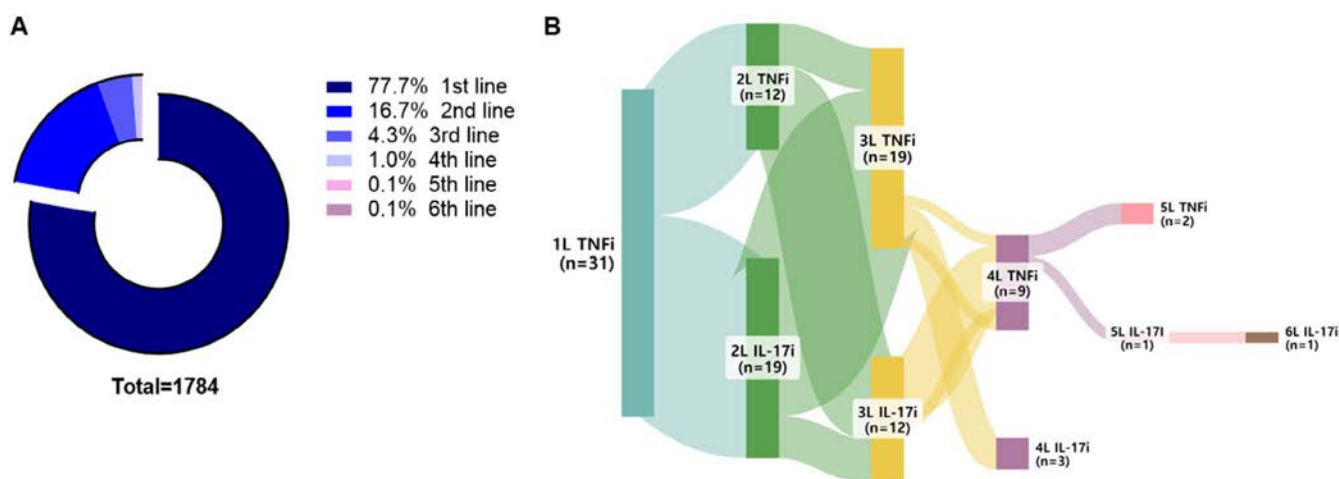 A
77.7% 1st line
16.7% 2nd line
4.3% 3rd line
1.0% 4th line
0.1% 5th line
0.1% 6th line
Total=1784
B
1L TNFi
(n=31)
2L TNFi
(n=12)
2L IL-17i
(n=19)
3L TNFi
(n=19)
3L IL-17i
(n=12)
4L TNFi
(n=9)
4L IL-17i
(n=3)
5L TNFi
(n=2)
5L IL-17I
(n=1)
6L IL-17i
(n=1)